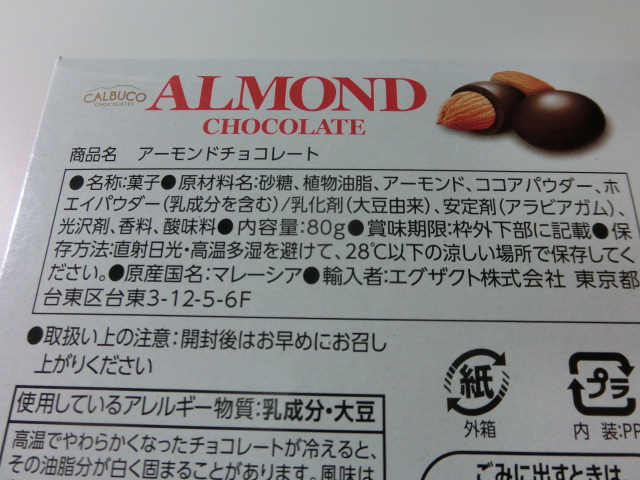 CALBUCO
CHOCOLATES
ALMOND
CHOCOLATE
商品名 アーモンドチョコレート
●名称:菓子●原材料名:砂糖、植物油脂、アーモンド、ココアパウダー、ホ
エイパウダー(乳成分を含む)/乳化剤(大豆由来)、安定剤(アラビアガム)、
光沢剤、香料、酸味料 ●内容量:80g●賞味期限:枠外下部に記載●保
存方法:直射日光・高温多湿を避けて、28℃以下の涼しい場所で保存してく
ださい。●原産国名:マレーシア●輸入者:エグザクト株式会社 東京都
台東区台東3-12-5-6F
●取扱い上の注意:開封後はお早めにお召し
上がりください
使用しているアレルギー物質:乳成分・大豆
高温でやわらかくなったチョコレートが冷えると、
その油脂分が白く固まることがあります。風味は
紙
外箱
プラ
内装:PP
ごみに出すときは